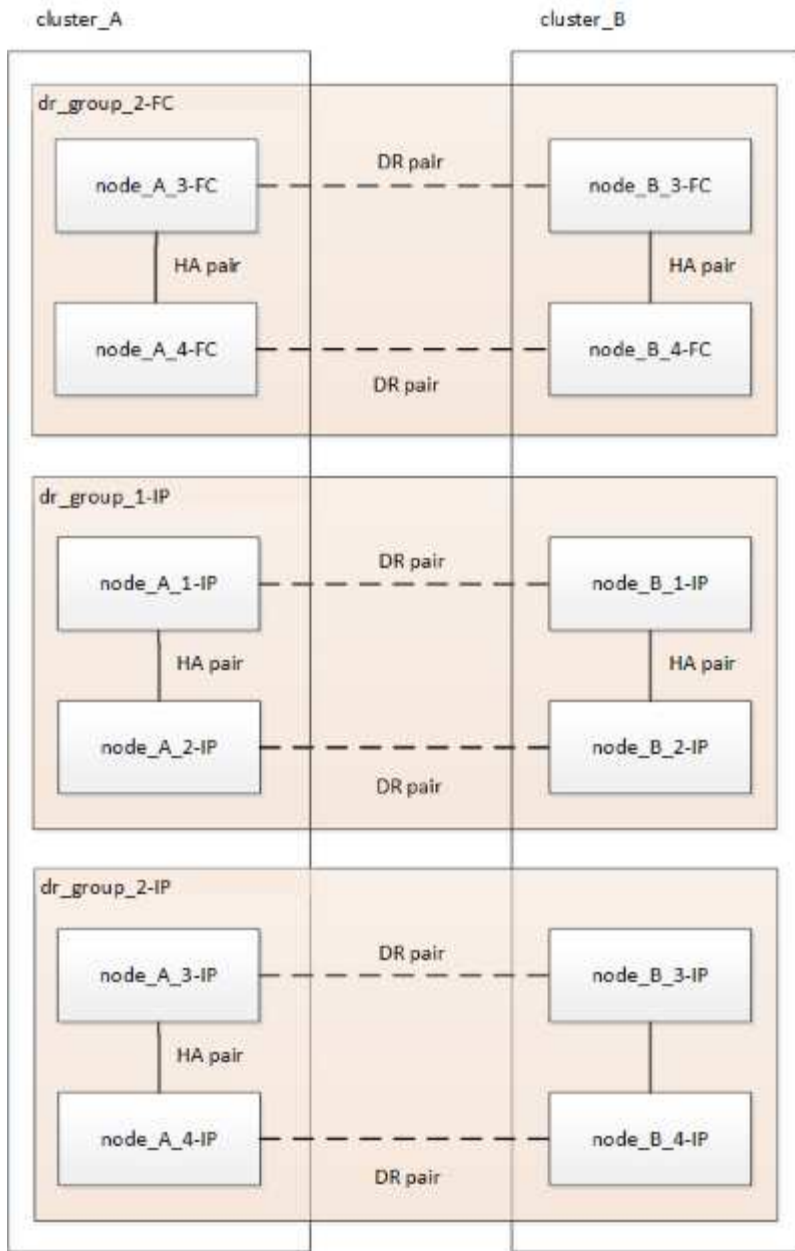 cluster_A
cluster_B
dr_group_2-FC
DR pair
node_A_3-FC
node_B_3-FC
HA pair
HA pair
node_A_4-FC
node_B_4-FC
DR pair
dr_group_1-IP
DR pair
node_A_1-IP
node_B_1-IP
HA pair
HA pair
node_A_2-IP
node_B_2-IP
DR pair
dr_group_2-IP
DR pair
node_A_3-IP
node_B_3-IP
HA pair
node_A_4-IP
node_B_4-IP
DR pair